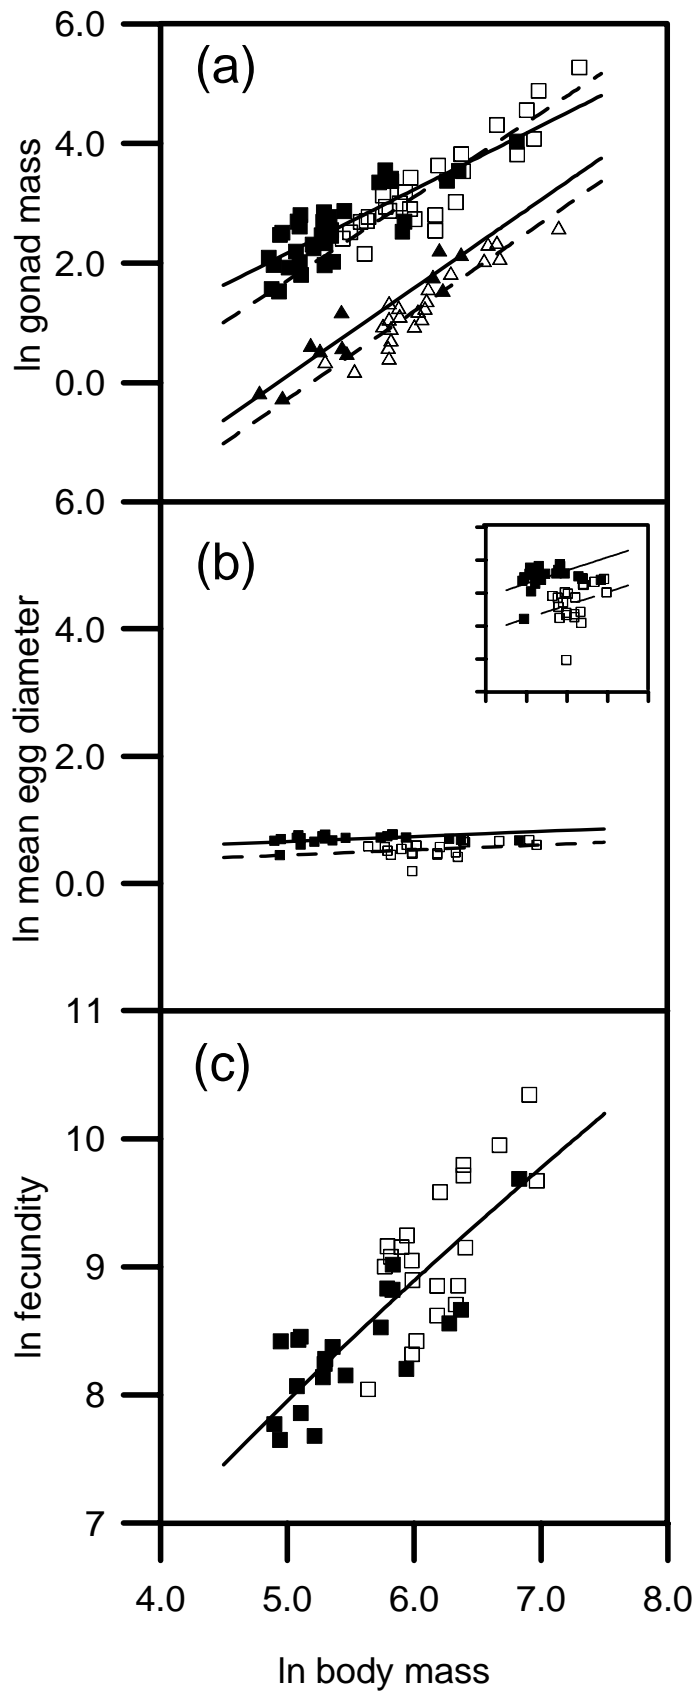 6.0
(a)
4.0
ln gonad mass
2.0
0.0
6.0
(b)
4.0
ln mean egg diameter
2.0
0.0
11
(c)
10
ln fecundity
9
8
7
4.0 5.0 6.0 7.0 8.0
ln body mass